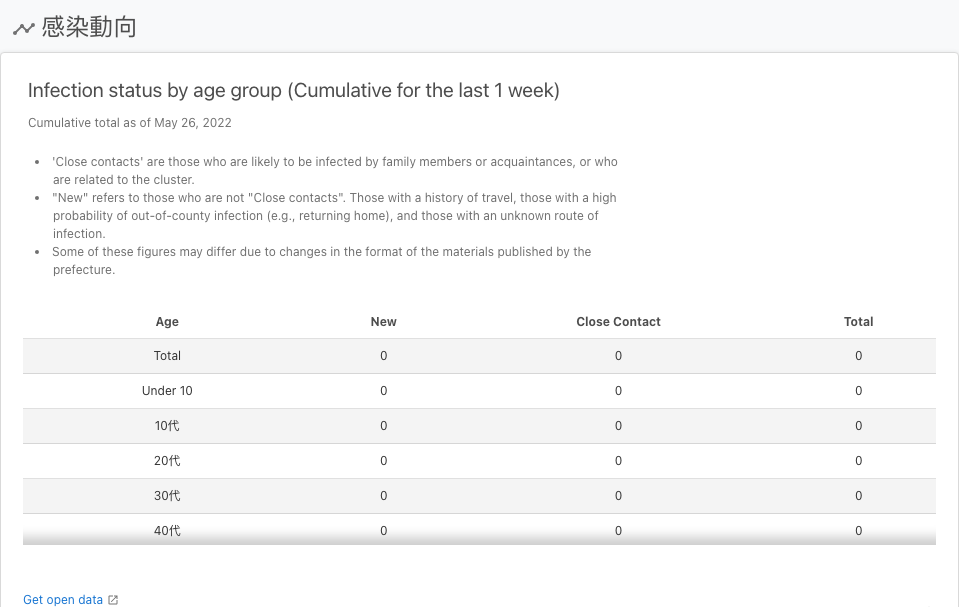 感染動向
Infection status by age group (Cumulative for the last 1 week)
Cumulative total as of May 26, 2022
• 'Close contacts' are those who are likely to be infected by family members or acquaintances, or who
are related to the cluster.
• "New" refers to those who are not "Close contacts". Those with a history of travel, those with a high
probability of out-of-county infection (e.g., returning home), and those with an unknown route of
infection.
• Some of these figures may differ due to changes in the format of the materials published by the
prefecture.
Age New Close Contact Total
Total 0 0 0
Under 10 0 0 0
10代 0 0 0
20代 0 0 0
30代 0 0 0
40代 0 0 0
Get open data